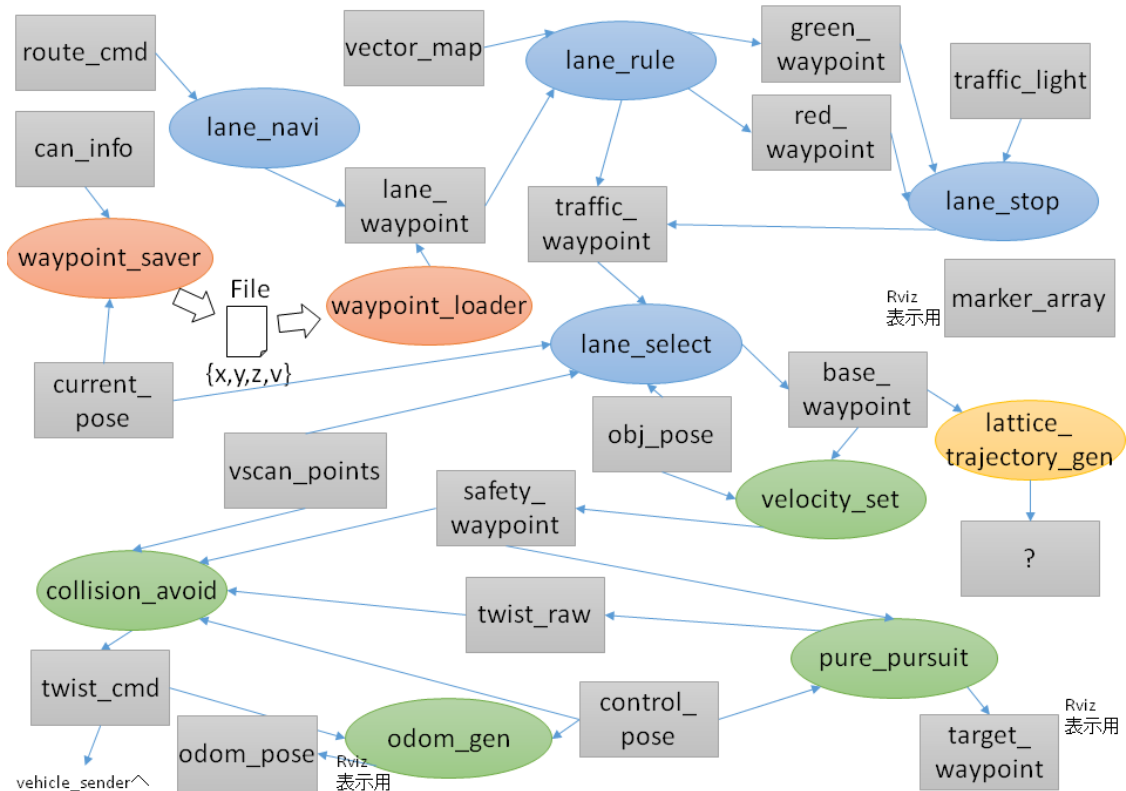 route_cmd
vector_map
lane_rule
green_
waypoint
traffic_light
lane_navi
red_
waypoint
can_info
lane_
waypoint
traffic_
waypoint
lane_stop
waypoint_saver
File
{x,y,z,v}
waypoint_loader
Rviz
表示用
marker_array
lane_select
current_
pose
base_
waypoint
obj_pose
lattice_
trajectory_gen
vscan_points
safety_
waypoint
velocity_set
?
collision_avoid
twist_raw
pure_pursuit
twist_cmd
control_
pose
odom_gen
odom_pose
Rviz
表示用
target_
waypoint
Rviz
表示用
vehicle_senderへ